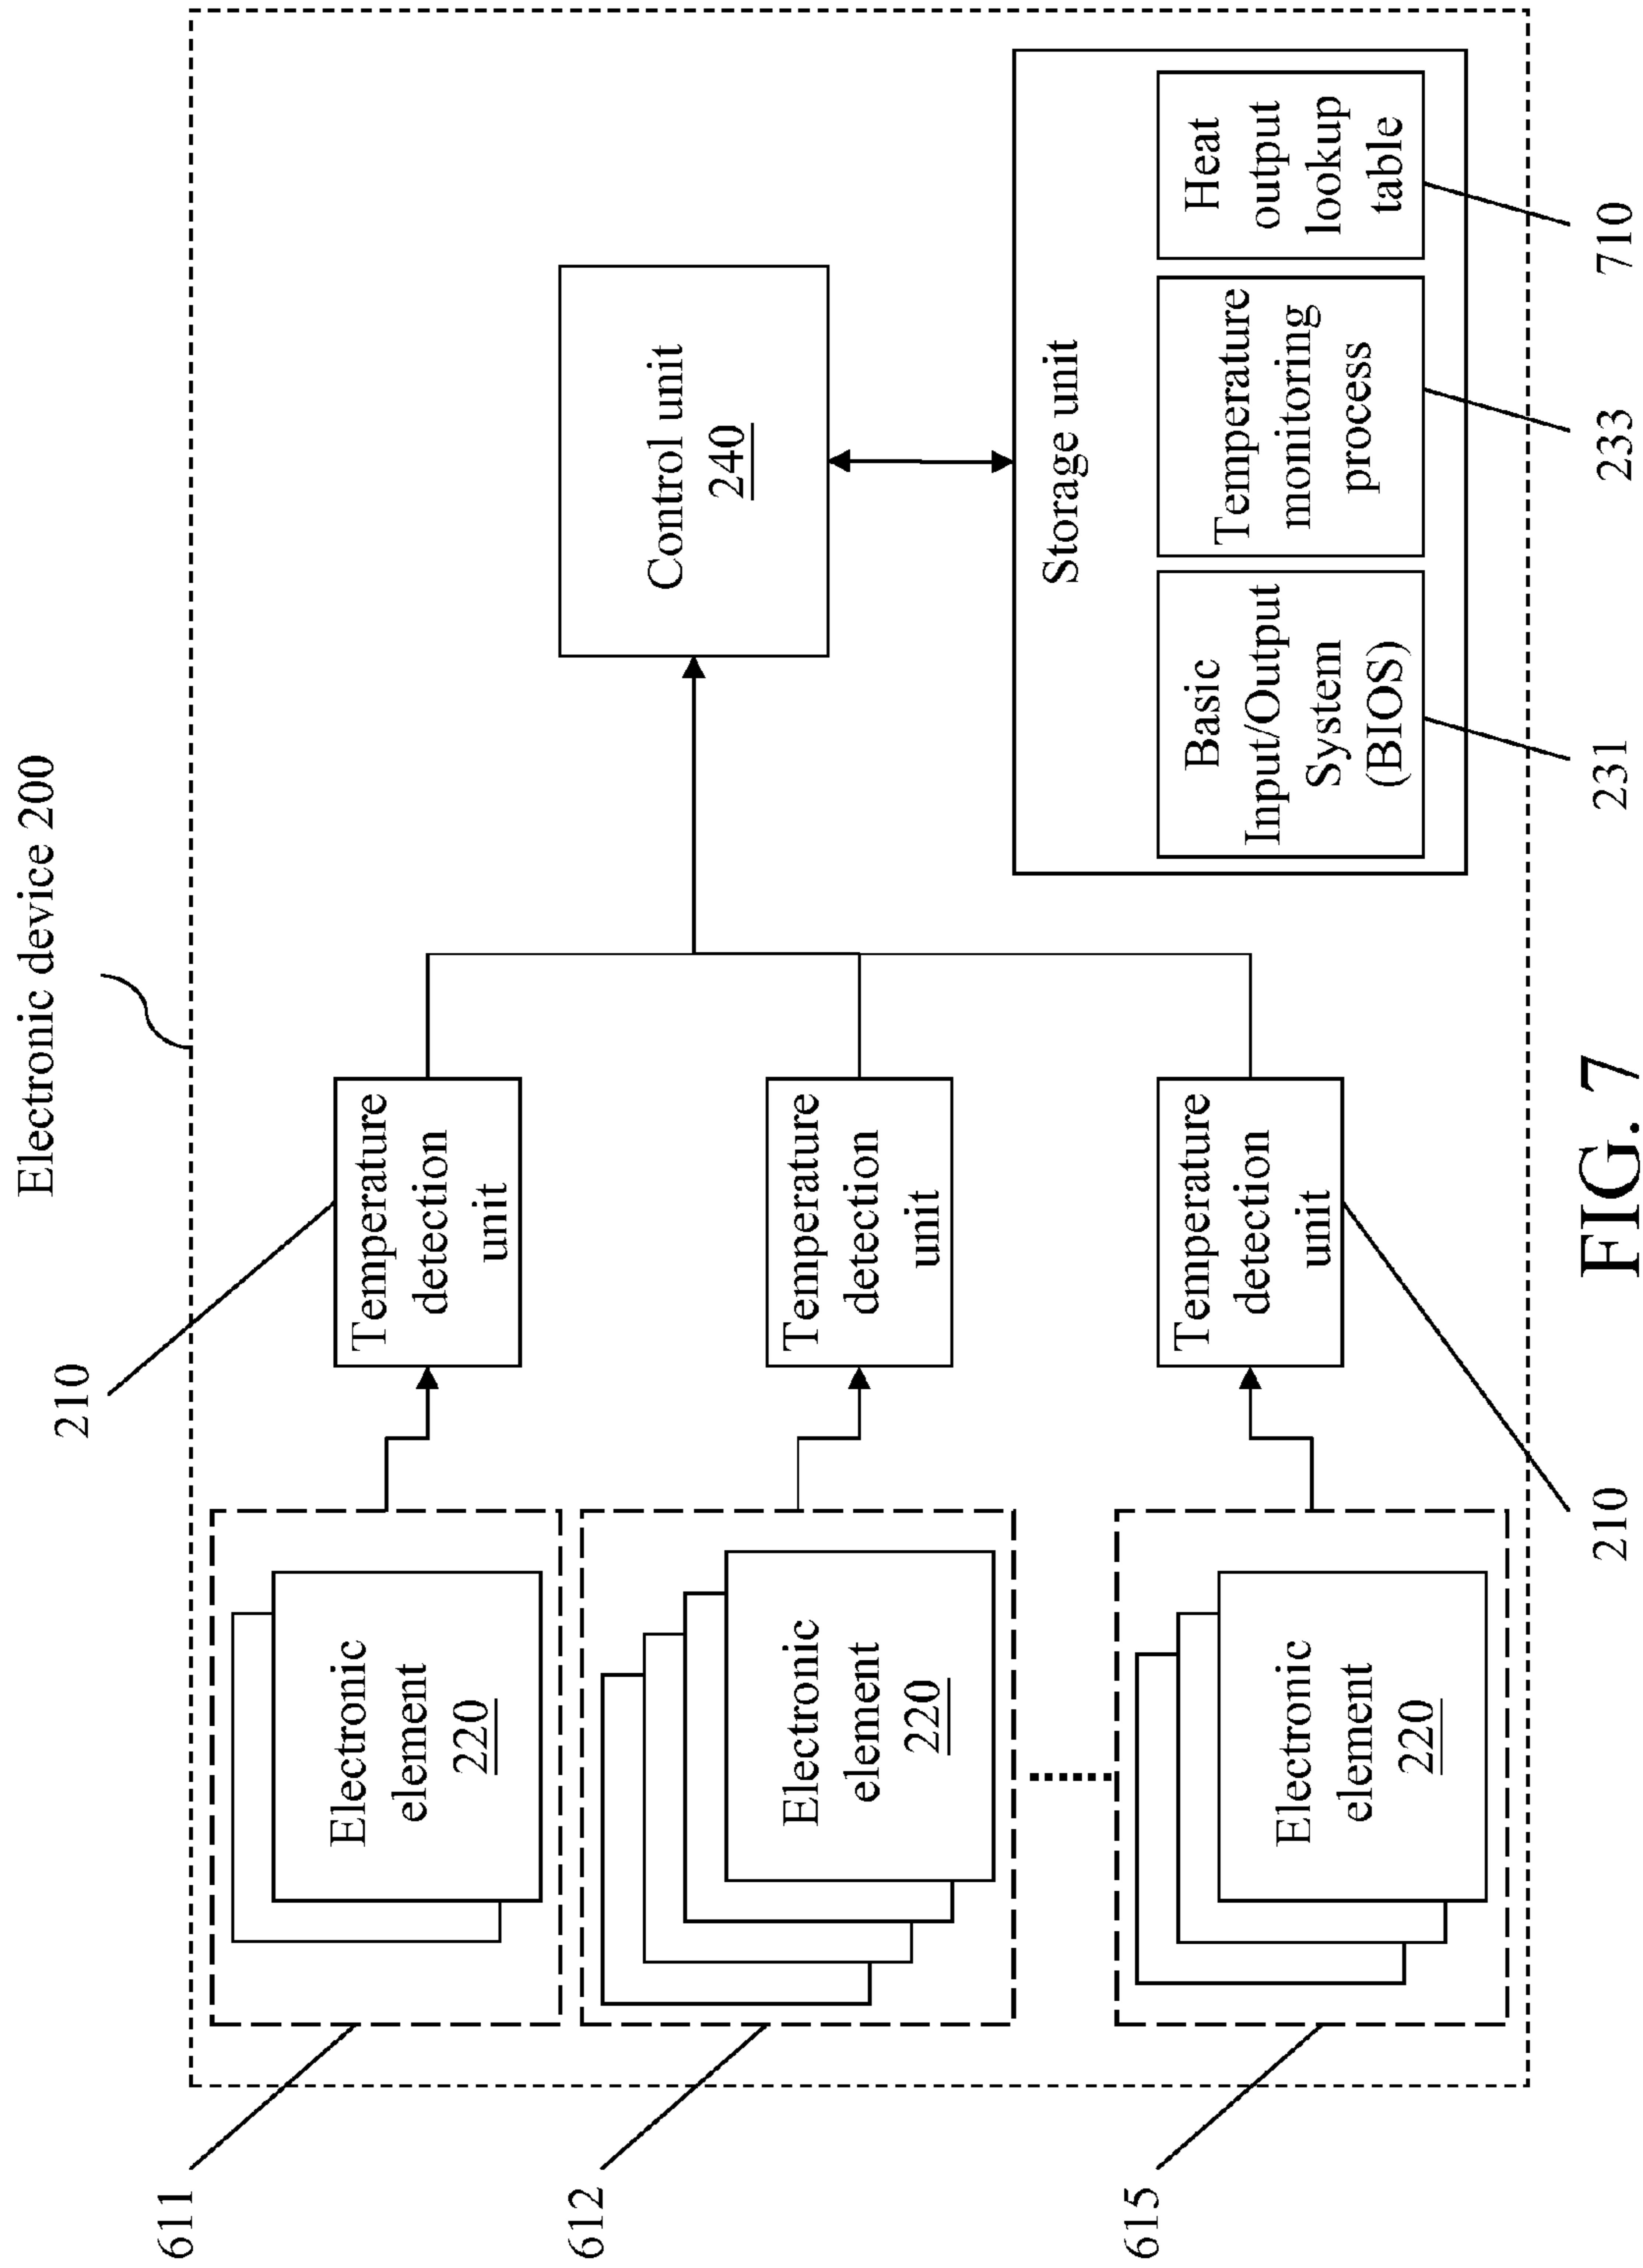 Electronic device 200
210
611
Electronic
element
220
Temperature
detection
unit
Control unit
240
612
Electronic
element
220
Temperature
detection
unit
615
Electronic
element
220
Temperature
detection
unit
210
Storage unit
Basic
Input/Output
System
(BIOS)
Temperature
monitoring
process
Heat
output
lookup
table
231
233
710
FIG. 7